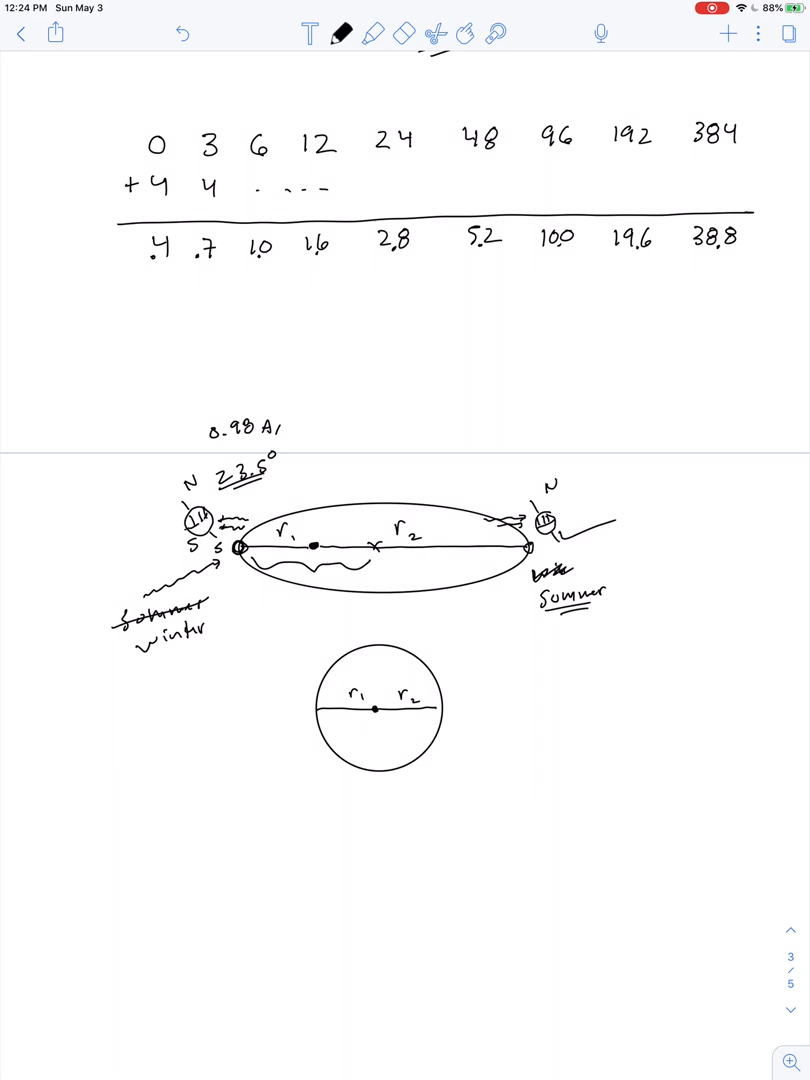 12:24 PM Sun May 3
88%
T
0 3 6 12 24 48 96 192 384
+4 4 . . . . –
.4 .7 1.0 1.6 2.8 5.2 10.0 19.6 38.8
0.98 A
N 23.5°
N
r₁ r₂
S S
Sommer
Sommer
winter
r₁ r₂
3
/
5